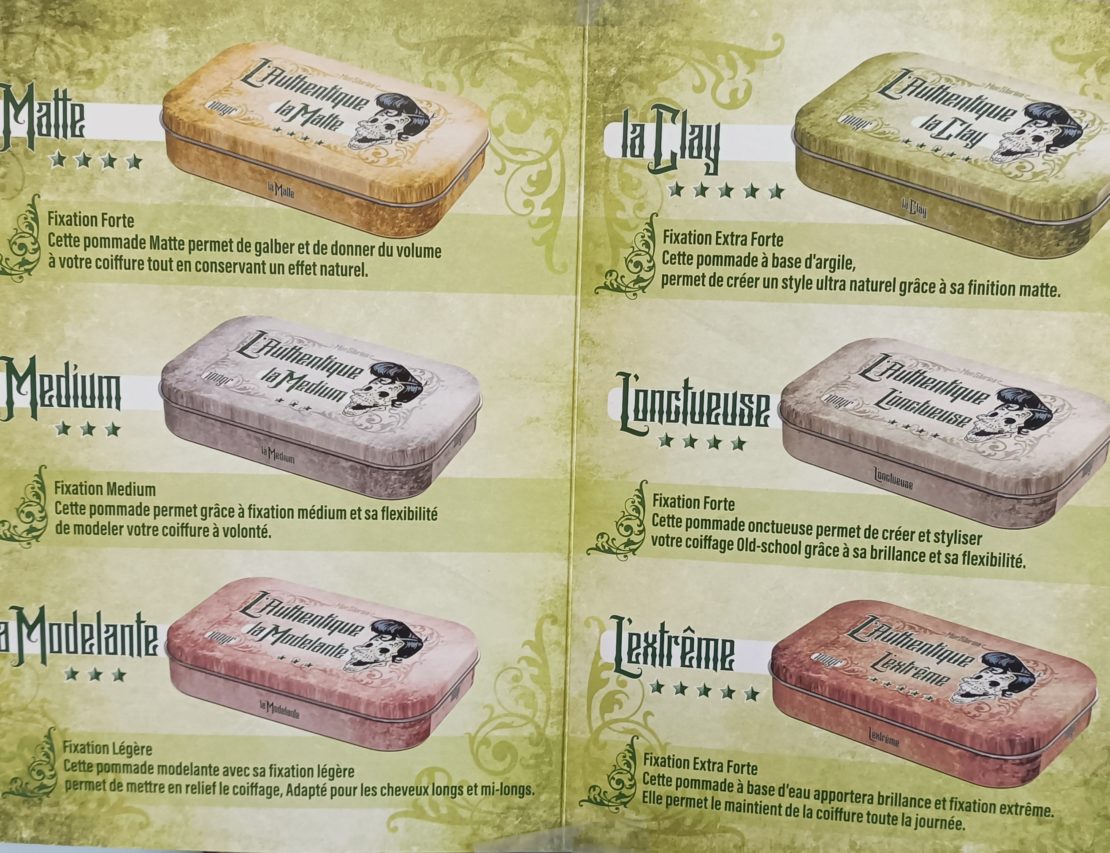 Matte
L'Authentique
la Matte
la Matte
Fixation Forte
Cette pommade Matte permet de galber et de donner du volume
à votre coiffure tout en conservant un effet naturel.
Medium
L'Authentique
la Medium
la Medium
Fixation Medium
Cette pommade permet grâce à fixation médium et sa flexibilité
de modeler votre coiffure à volonté.
a Modelante
L'Authentique
la Modelante
la Modelante
Fixation Légère
Cette pommade modelante avec sa fixation légère
permet de mettre en relief le coiffage, Adapté pour les cheveux longs et mi-longs.
la Clay
L'Authentique
la Clay
la Clay
Fixation Extra Forte
Cette pommade à base d'argile,
permet de créer un style ultra naturel grâce à sa finition matte.
L'onctueuse
L'Authentique
L'onctueuse
L'onctueuse
Fixation Forte
Cette pommade onctueuse permet de créer et styliser
votre coiffage Old-school grâce à sa brillance et sa flexibilité.
L'extrême
L'Authentique
L'extrême
L'extrême
Fixation Extra Forte
Cette pommade à base d'eau apportera brillance et fixation extrême.
Elle permet le maintient de la coiffure toute la journée.